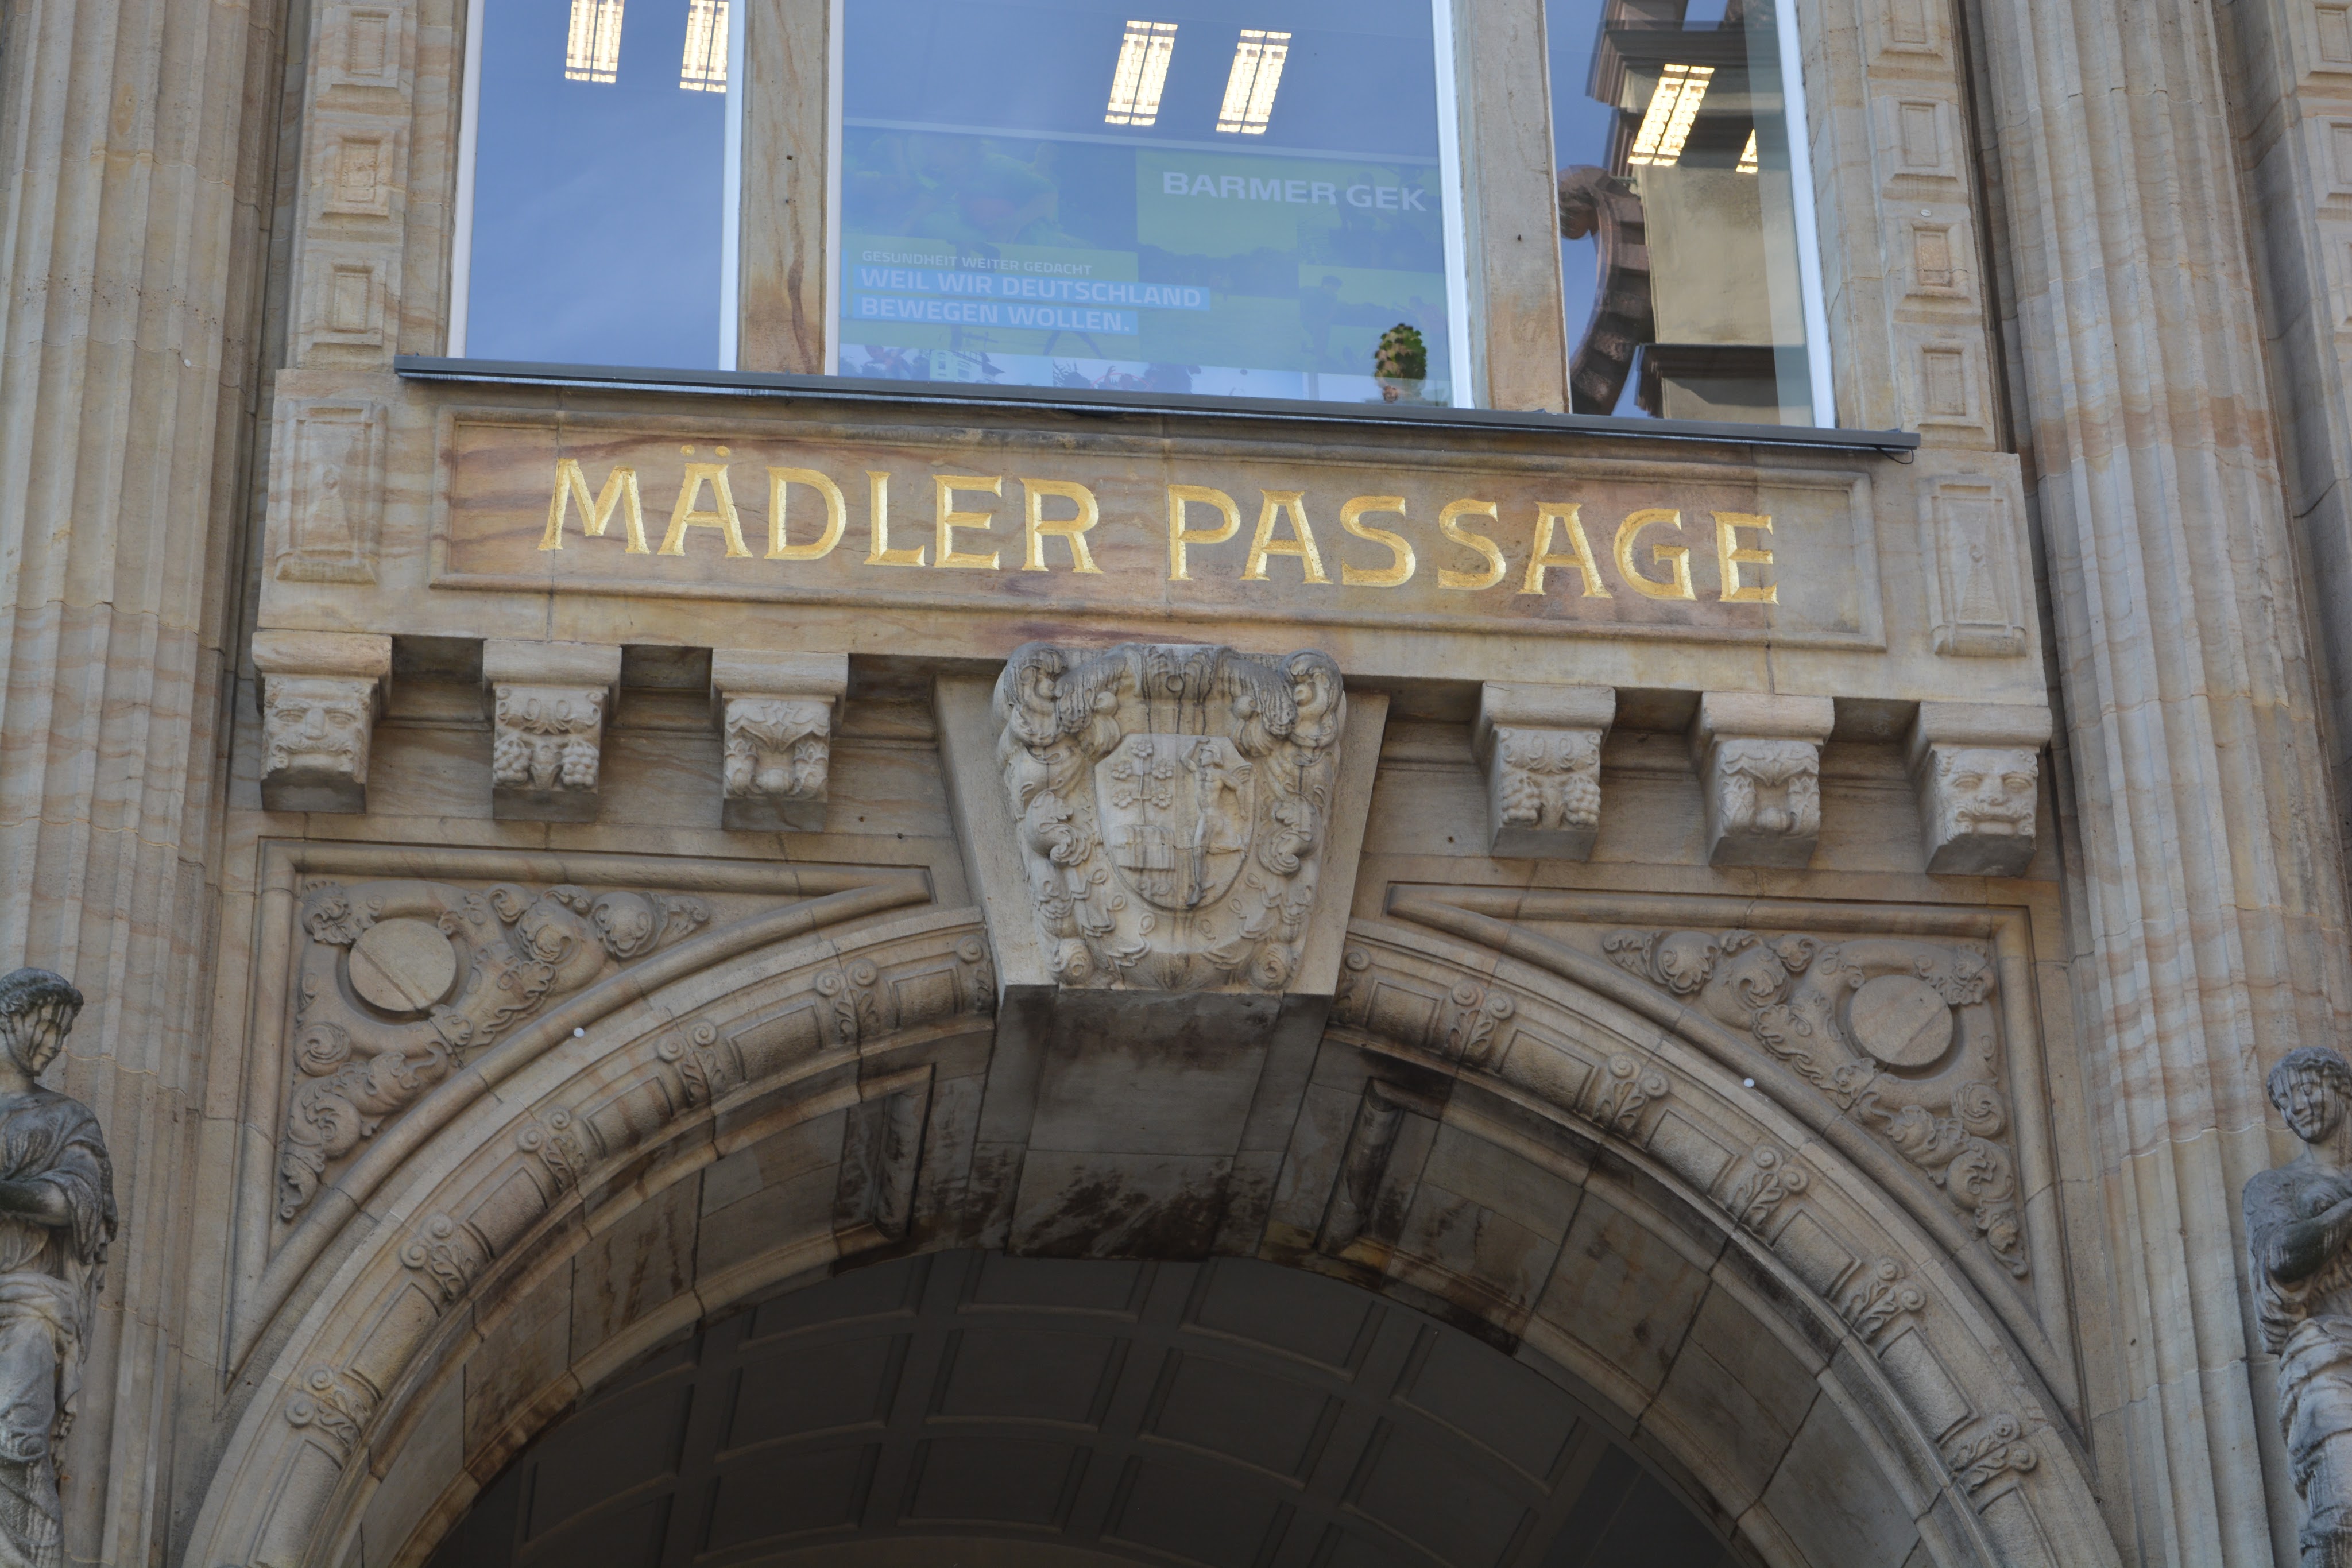 BARMER GEK
GESUNDHEIT WEITER GEDACHT
WEIL WIR DEUTSCHLAND
BEWEGEN WOLLEN.
MÄDLER PASSAGE